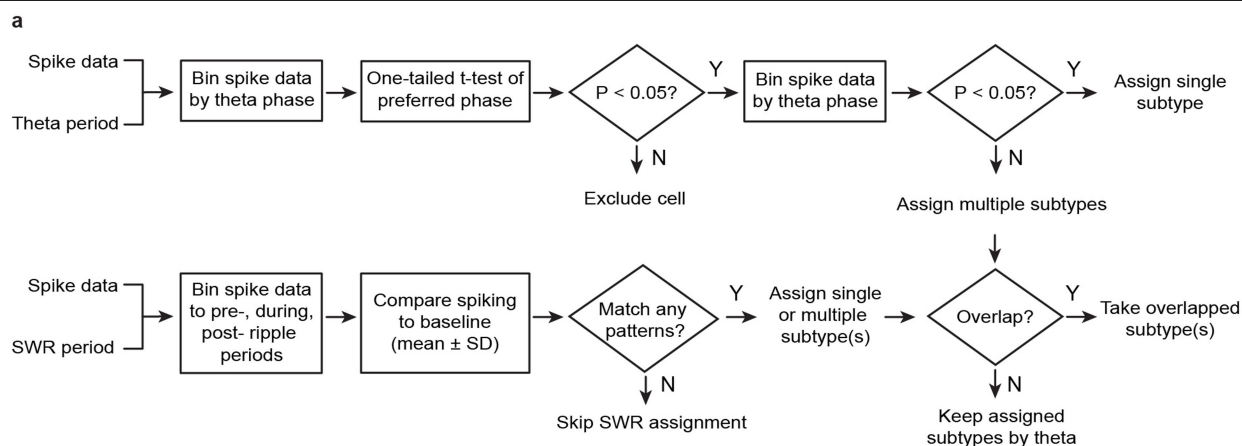 a
Spike data
Theta period
Bin spike data
by theta phase
One-tailed t-test of
preferred phase
P < 0.05?
Y
N
Exclude cell
Bin spike data
by theta phase
P < 0.05?
Y
Assign single
subtype
N
Assign multiple subtypes
Spike data
SWR period
Bin spike data
to pre-, during,
post- ripple
periods
Compare spiking
to baseline
(mean ± SD)
Match any
patterns?
Y
N
Skip SWR assignment
Assign single
or multiple
subtype(s)
Overlap?
Y
Take overlapped
subtype(s)
N
Keep assigned
subtypes by theta